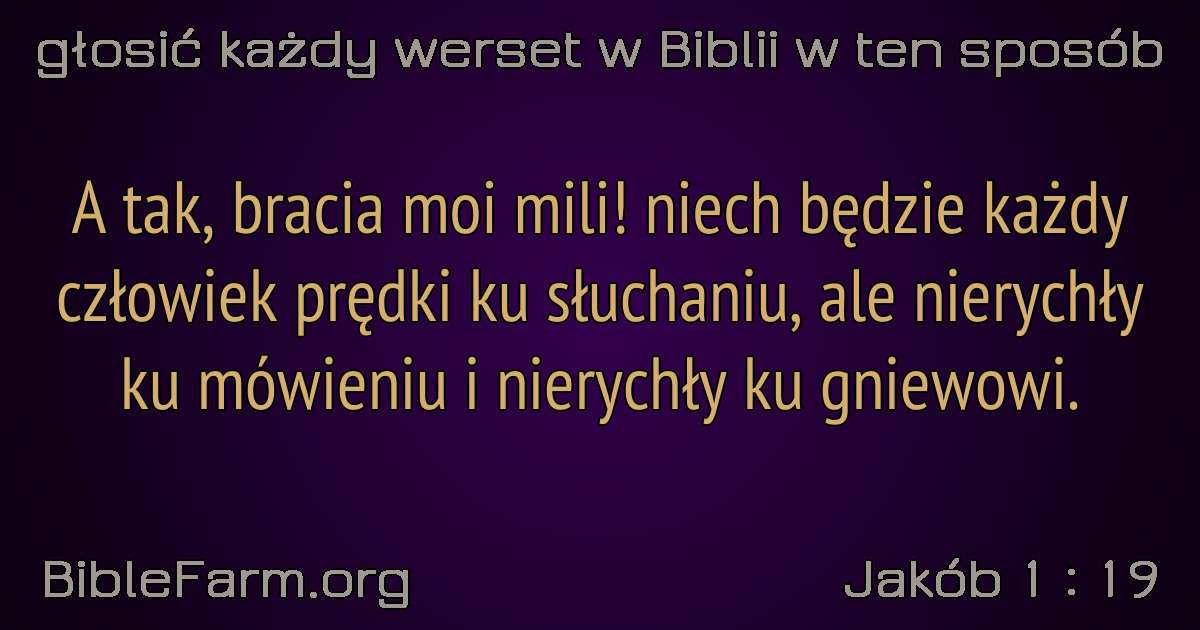 głosić każdy werset w Biblii w ten sposób
A tak, bracia moi mili! niech będzie każdy
człowiek prędki ku słuchaniu, ale nierychły
ku mówieniu i nierychły ku gniewowi.
BibleFarm.org
Jakób 1 : 19